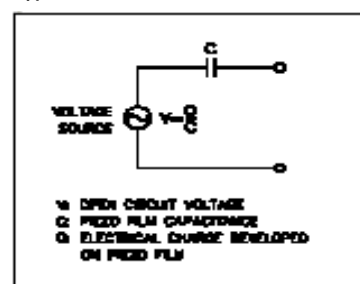 C
VOLTAGE
SOURCE
V=Q
C
V: OPEN CIRCUIT VOLTAGE
C: PIEZO FILM CAPACITANCE
Q: ELECTRICAL CHARGE DEVELOPED
ON PIEZO FILM